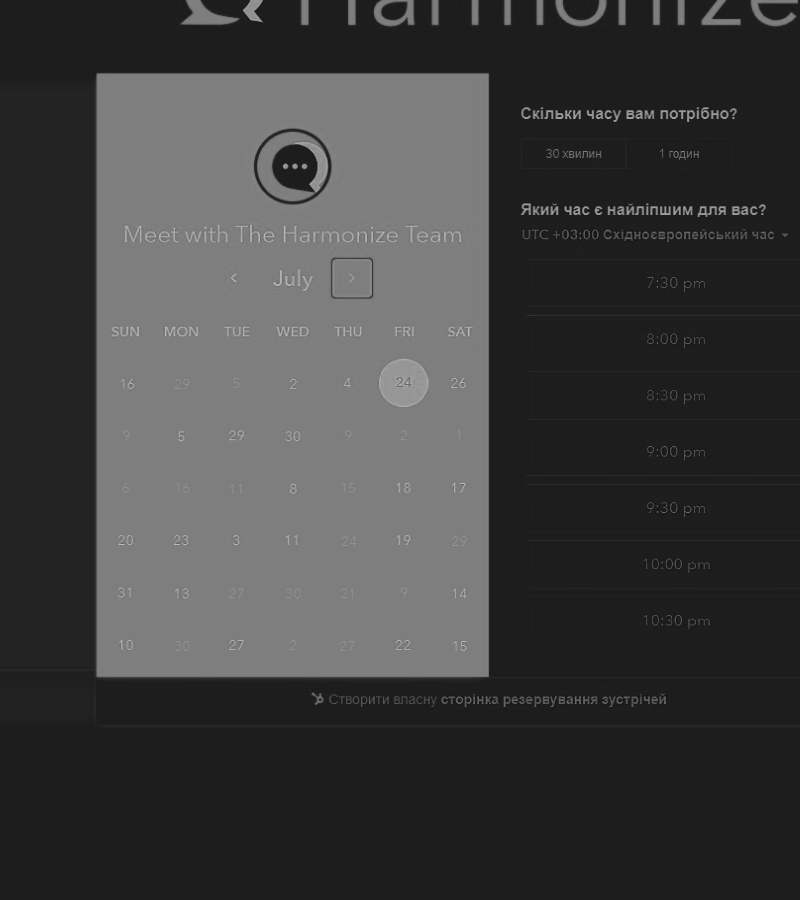 Harmonize
Meet with The Harmonize Team
July
SUN MON TUE WED THU FRI SAT
16 29 5 2 4 24 26
9 5 29 30 9 2 1
6 16 11 8 15 18 17
20 23 3 11 24 19 29
31 13 27 30 21 9 14
10 30 27 2 27 22 15
Скільки часу вам потрібно?
30 хвилин 1 годин
Який час є найліпшим для вас?
UTC +03:00 Східноєвропейський час
7:30 pm
8:00 pm
8:30 pm
9:00 pm
9:30 pm
10:00 pm
10:30 pm
Створити власну сторінка резервування зустрічей